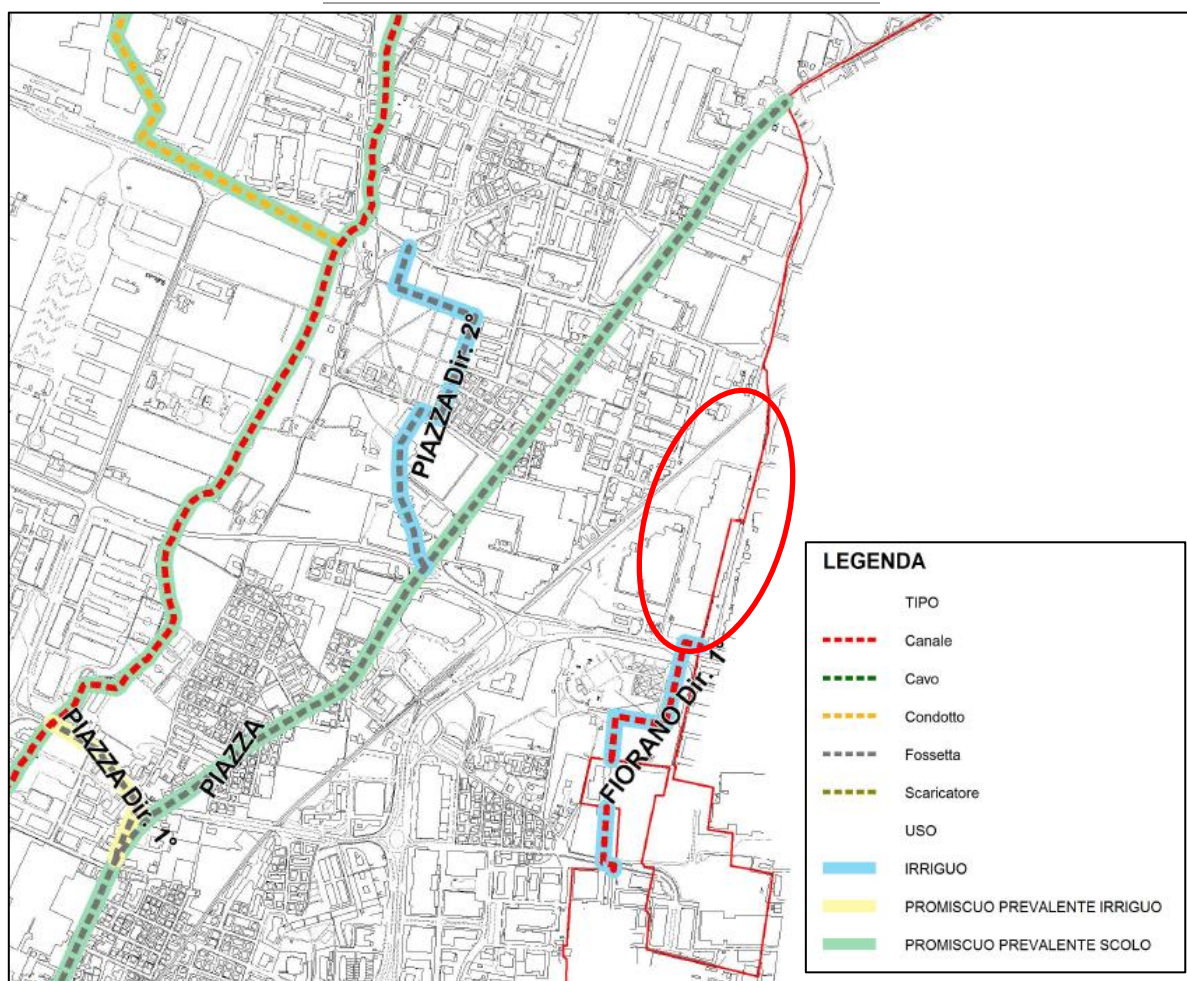 PIAZZA Dir. 2°
FIORANO Dir. 1°
PIAZZA
PIAZZA Dir. 1°
LEGENDA
TIPO
Canale
Cavo
Condotto
Fossetta
Scaricatore
USO
IRRIGUO
PROMISCUO PREVALENTE IRRIGUO
PROMISCUO PREVALENTE SCOLO